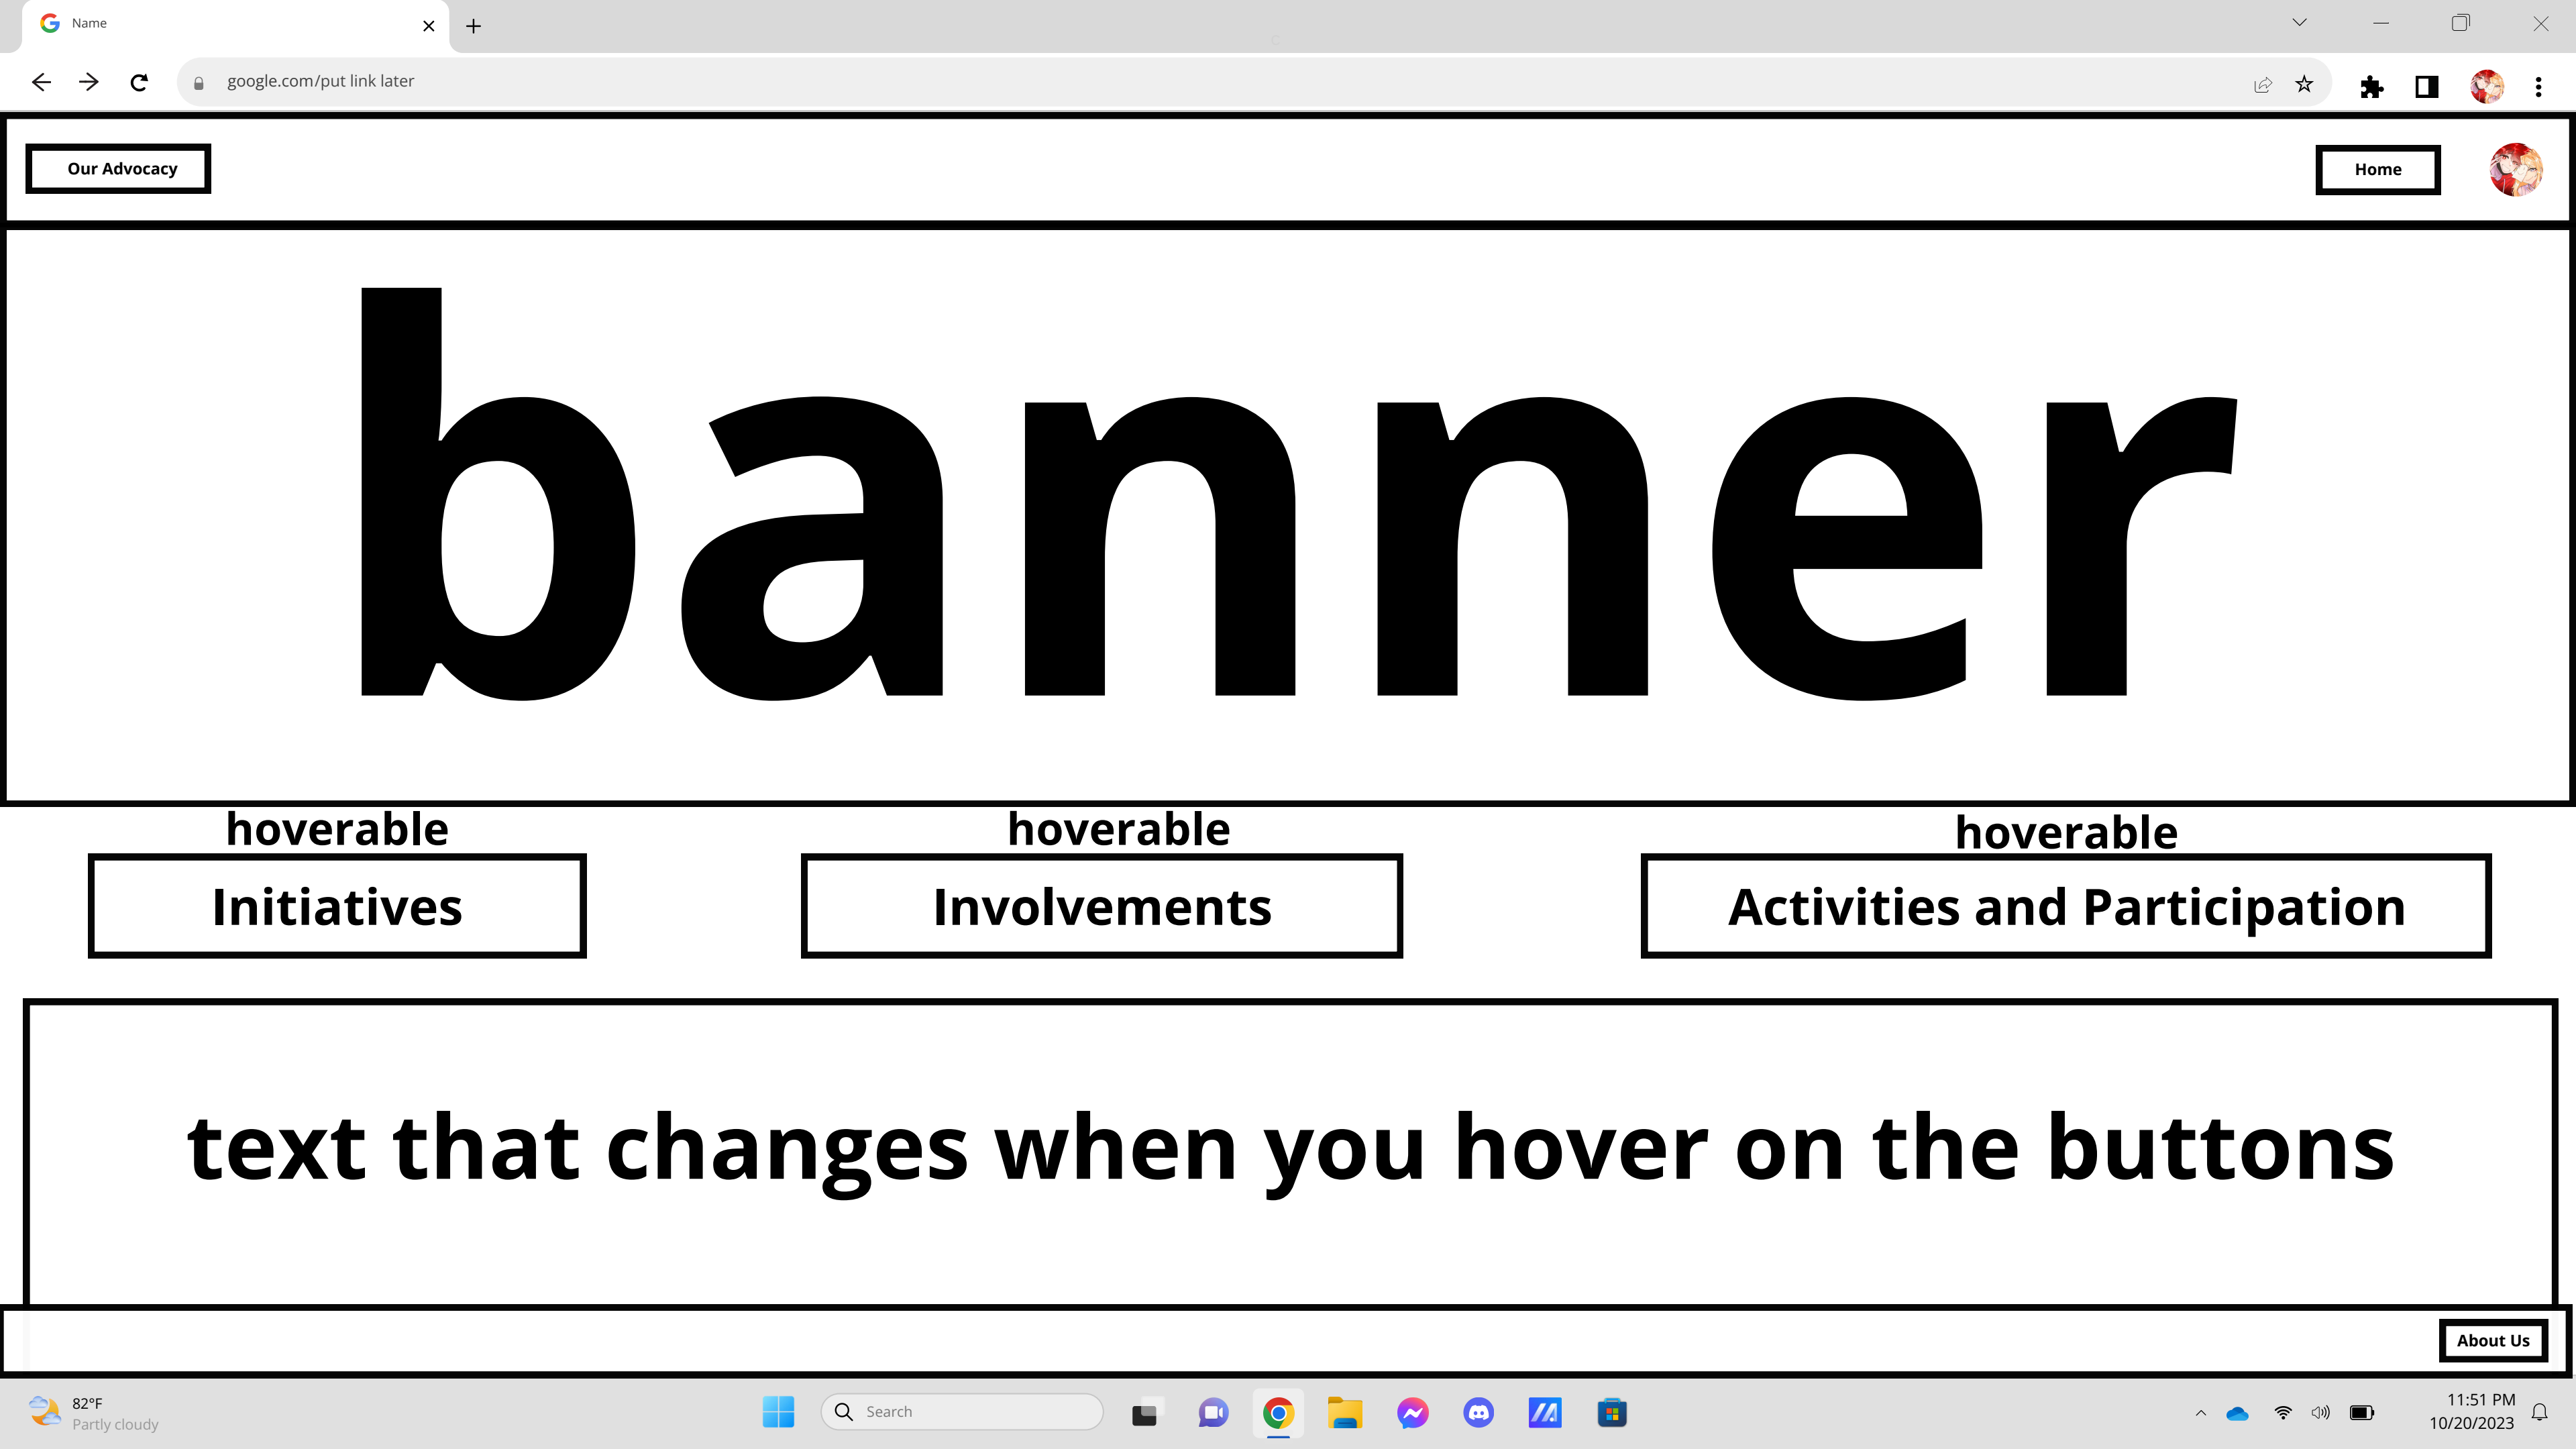 Name
google.com/put link later
Our Advocacy
Home
banner
hoverable
hoverable
hoverable
Initiatives
Involvements
Activities and Participation
text that changes when you hover on the buttons
About Us
82°F
Partly cloudy
Search
11:51 PM
10/20/2023